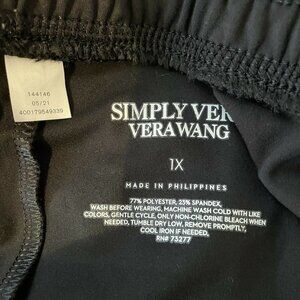 144146
05/21
400179549339
SIMPLY VER
VERA WANG
1X
MADE IN PHILIPPINES
77% POLYESTER, 23% SPANDEX,
WASH BEFORE WEARING, MACHINE WASH COLD WITH LIKE
COLORS, GENTLE CYCLE, ONLY NON-CHLORINE BLEACH WHEN
NEEDED, TUMBLE DRY LOW, REMOVE PROMPTLY,
COOL IRON IF NEEDED,
RN# 73277